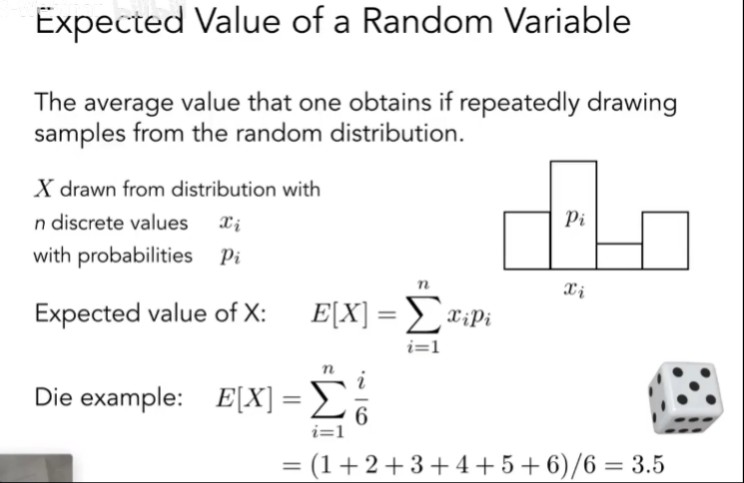 Expected Value of a Random Variable
The average value that one obtains if repeatedly drawing
samples from the random distribution.
X drawn from distribution with
n discrete values x_i
with probabilities p_i
p_i
x_i
Expected value of X: E[X] = \sum_{i=1}^{n} x_i p_i
Die example: E[X] = \sum_{i=1}^{n} \frac{i}{6}
= (1 + 2 + 3 + 4 + 5 + 6)/6 = 3.5